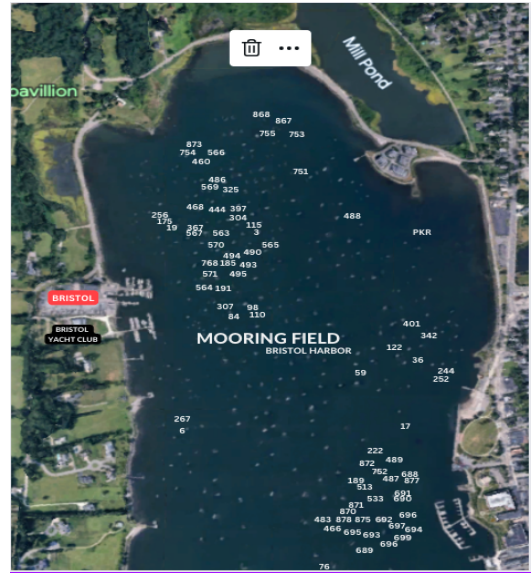 Mill Pond
pavillion
868
867
755 753
873
754 566
460
751
486
569 325
468 444 397
256 304 488
175 115
19 367 3
567 563 PKR
570 565
494 490
768 185 493
571 495
564 191
BRISTOL
307 98
84 110
BRISTOL
YACHT CLUB
MOORING FIELD
BRISTOL HARBOR
401
342
122
36
59 244
252
267
6
17
222
872 489
752 688
189 487 877
513
533 691
690
871
870
483 878 875 692 696
466 695 693 697 694
699
696
689
76